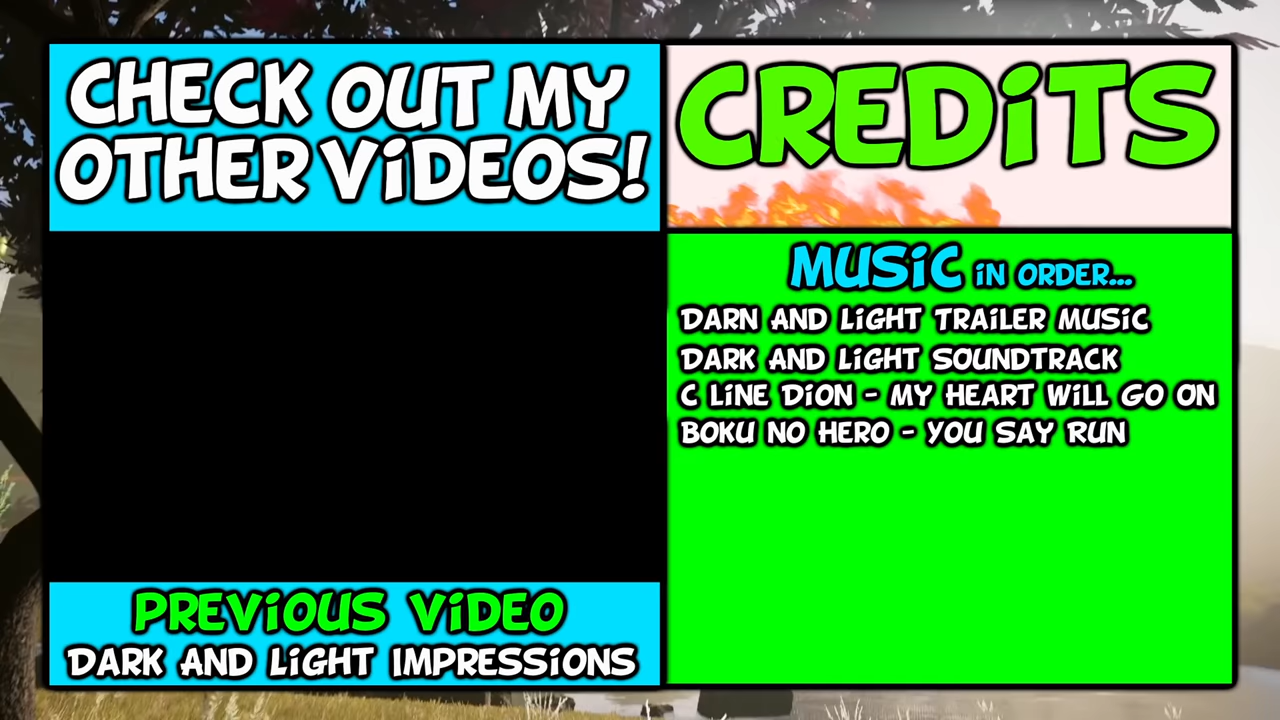 CHECK OUT MY
OTHER ViDEOS!
PREViOUS ViDEO
DARK AND LiGHT IMPRESSiONS
CREDiTS
MUSiC iN ORDER...
DARN AND LiGHT TRAiLER MUSiC
DARK AND LiGHT SOUNDTRACK
C LiNE DiON - MY HEART WiLL GO ON
BOKU NO HERO - YOU SAY RUN